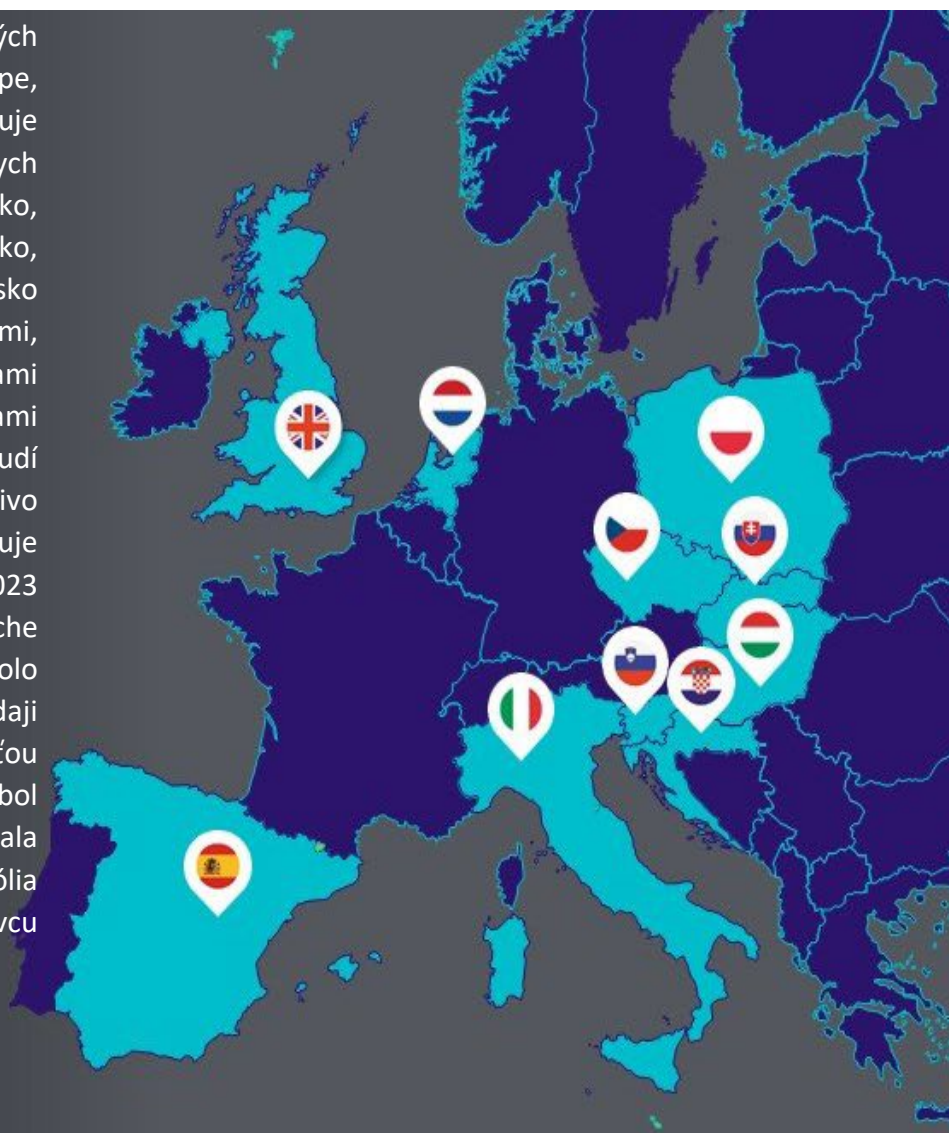 ých
pe,
uje
ych
ko,
ko,
sko
mi,
ami
ami
udí
ivo
uje
023
che
olo
daji
ťou
bol
ala
ólia
vcu